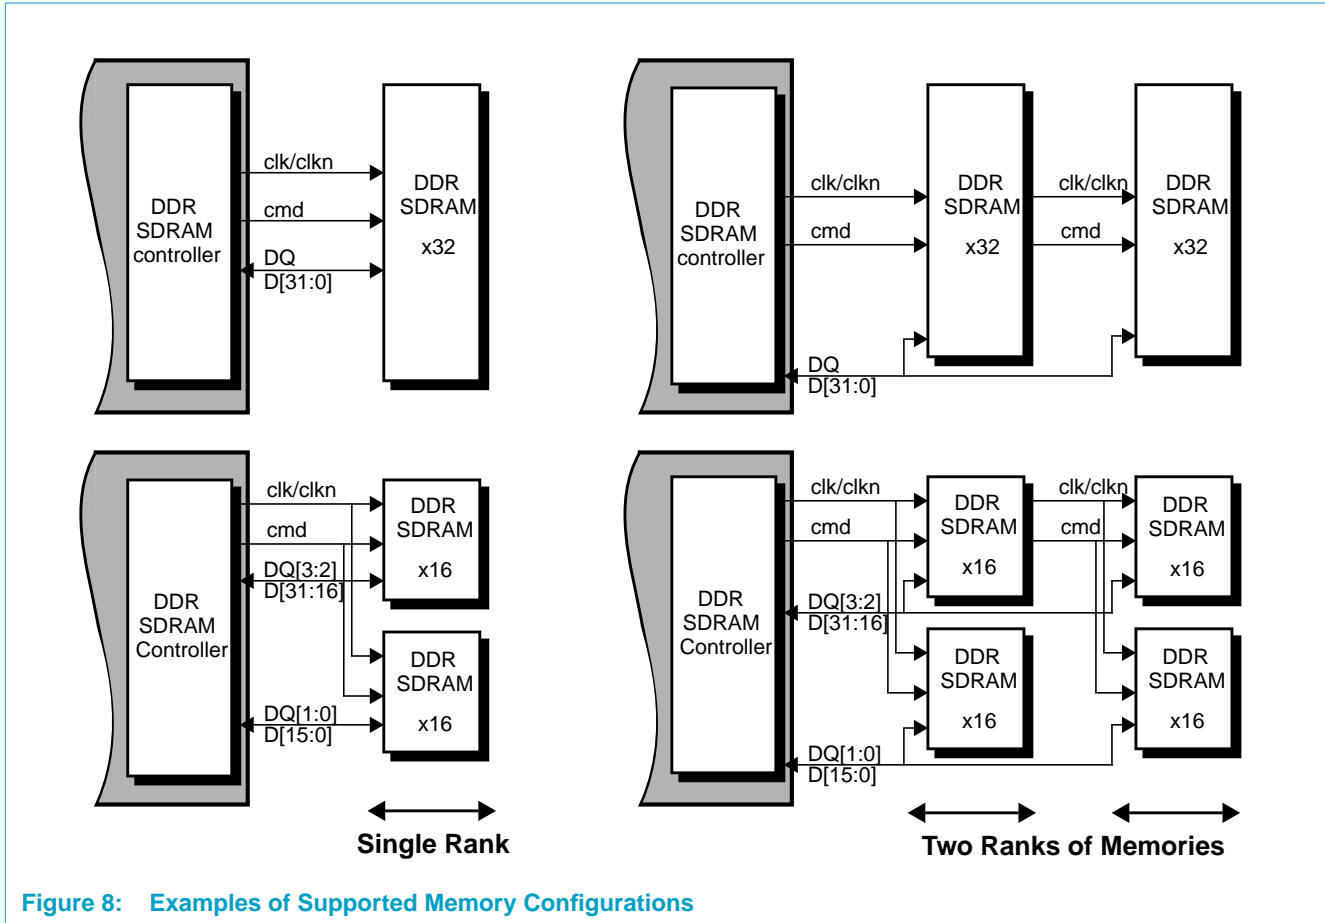 clk/clkn
cmd
DQ
D[31:0]
DDR
SDRAM
controller
DDR
SDRAM
x32
clk/clkn
cmd
DQ
D[31:0]
DDR
SDRAM
controller
DDR
SDRAM
x32
clk/clkn
cmd
DDR
SDRAM
x32
clk/clkn
cmd
DQ[3:2]
D[31:16]
DDR
SDRAM
Controller
DQ[1:0]
D[15:0]
DDR
SDRAM
x16
DDR
SDRAM
x16
Single Rank
clk/clkn
cmd
DQ[3:2]
D[31:16]
DDR
SDRAM
Controller
DQ[1:0]
D[15:0]
DDR
SDRAM
x16
DDR
SDRAM
x16
clk/clkn
cmd
DDR
SDRAM
x16
DDR
SDRAM
x16
Two Ranks of Memories
Figure 8: Examples of Supported Memory Configurations